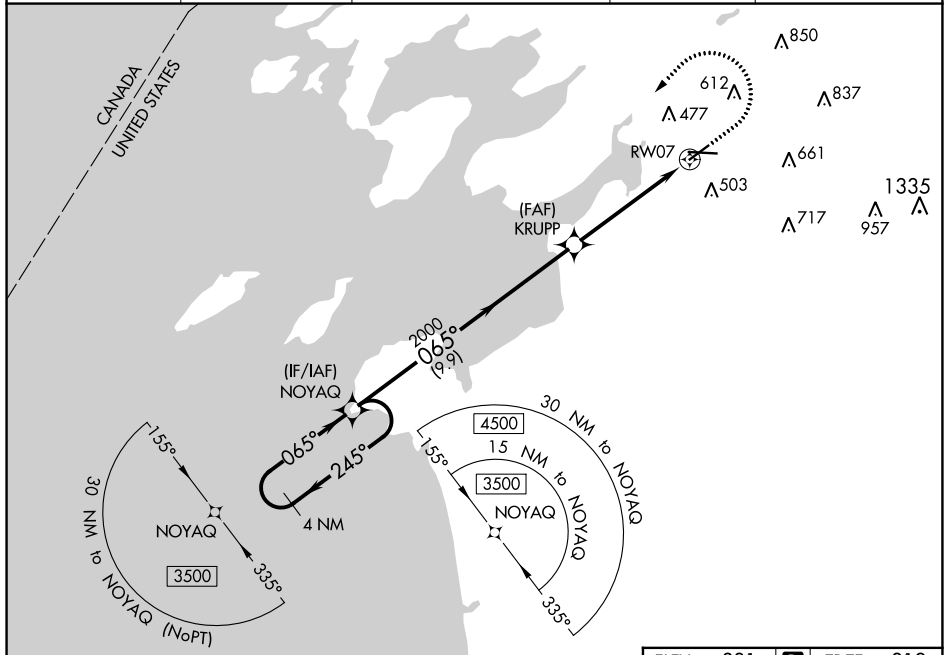 850
CANADA
UNITED STATES
612
837
477
RW07
661
503
1335
(FAF)
KRUPP
717
957
2000
065°
(9.9)
(IF/IAF)
NOYAQ
065°
245°
4 NM
155°
NOYAQ
335°
3500
30 NM to NOYAQ (NoPT)
30 NM to NOYAQ
4500
155°
15 NM to NOYAQ
3500
NOYAQ
335°